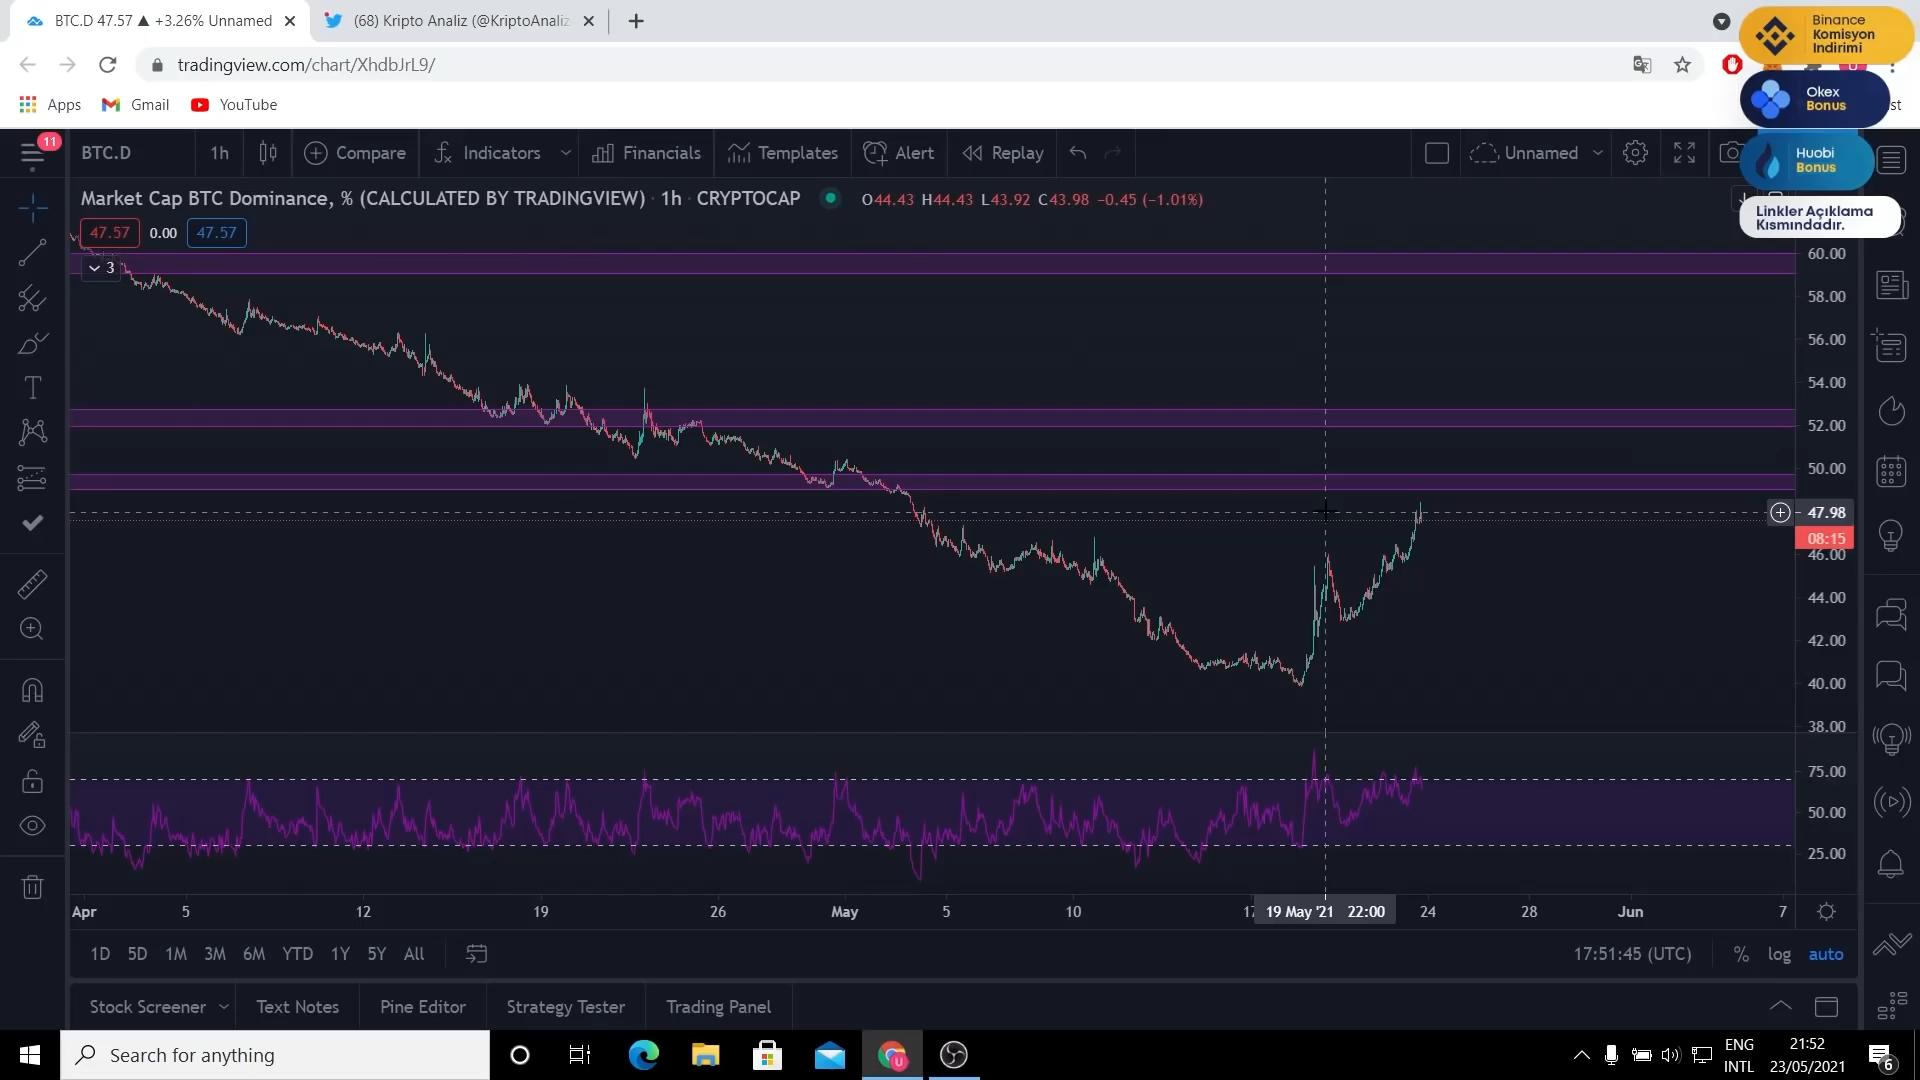 BTC.D 47.57 ▲ +3.26% Unnamed
(68) Kripto Analiz (@KriptoAnaliz
tradingview.com/chart/XhdbJrL9/
Apps Gmail YouTube
Binance
Komisyon
Indirimi
Okex
Bonus
st
Huobi
Bonus
Linkler Açıklama
Kısmındadır.
11
BTC.D 1h Compare Indicators Financials Templates Alert Replay Unnamed
Market Cap BTC Dominance, % (CALCULATED BY TRADINGVIEW) · 1h · CRYPTOCAP O44.43 H44.43 L43.92 C43.98 −0.45 (−1.01%)
47.57 0.00 47.57
3
60.00
58.00
56.00
54.00
52.00
50.00
47.98
08:15
46.00
44.00
42.00
40.00
38.00
75.00
50.00
25.00
Apr 5 12 19 26 May 5 10 17 19 May '21 22:00 24 28 Jun 7
1D 5D 1M 3M 6M YTD 1Y 5Y All 17:51:45 (UTC) % log auto
Stock Screener Text Notes Pine Editor Strategy Tester Trading Panel
Search for anything
ENG
INTL
21:52
23/05/2021
6